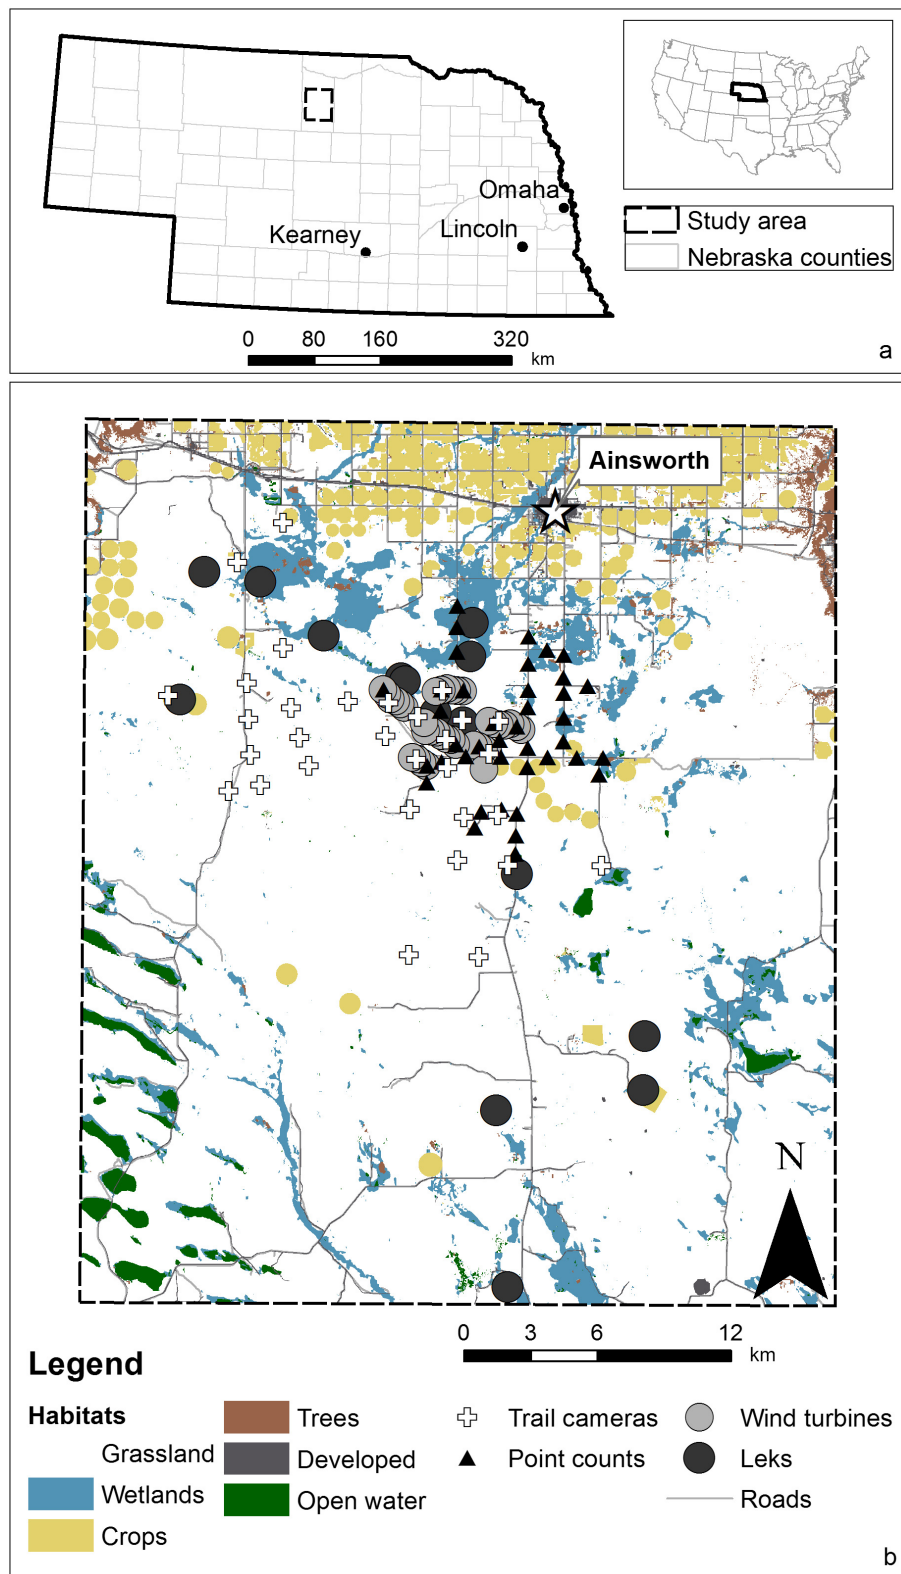 Omaha
Lincoln
Kearney
Study area
Nebraska counties
0 80 160 320
km
a
Ainsworth
N
0 3 6 12
km
Legend
Habitats
Grassland
Wetlands
Crops
Trees
Developed
Open water
Trail cameras
Point counts
Wind turbines
Leks
Roads
b